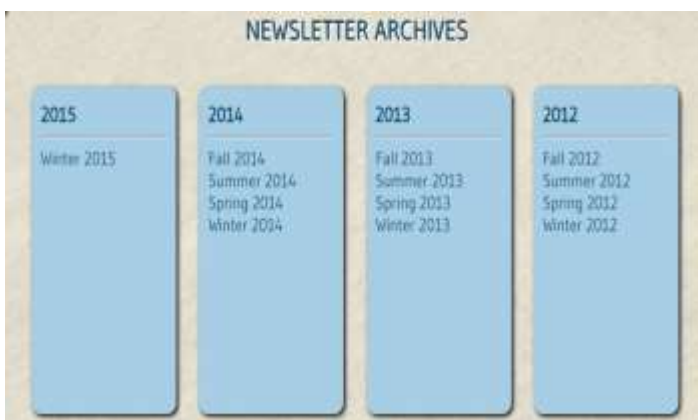 NEWSLETTER ARCHIVES
2015
Winter 2015
2014
Fall 2014
Summer 2014
Spring 2014
Winter 2014
2013
Fall 2013
Summer 2013
Spring 2013
Winter 2013
2012
Fall 2012
Summer 2012
Spring 2012
Winter 2012